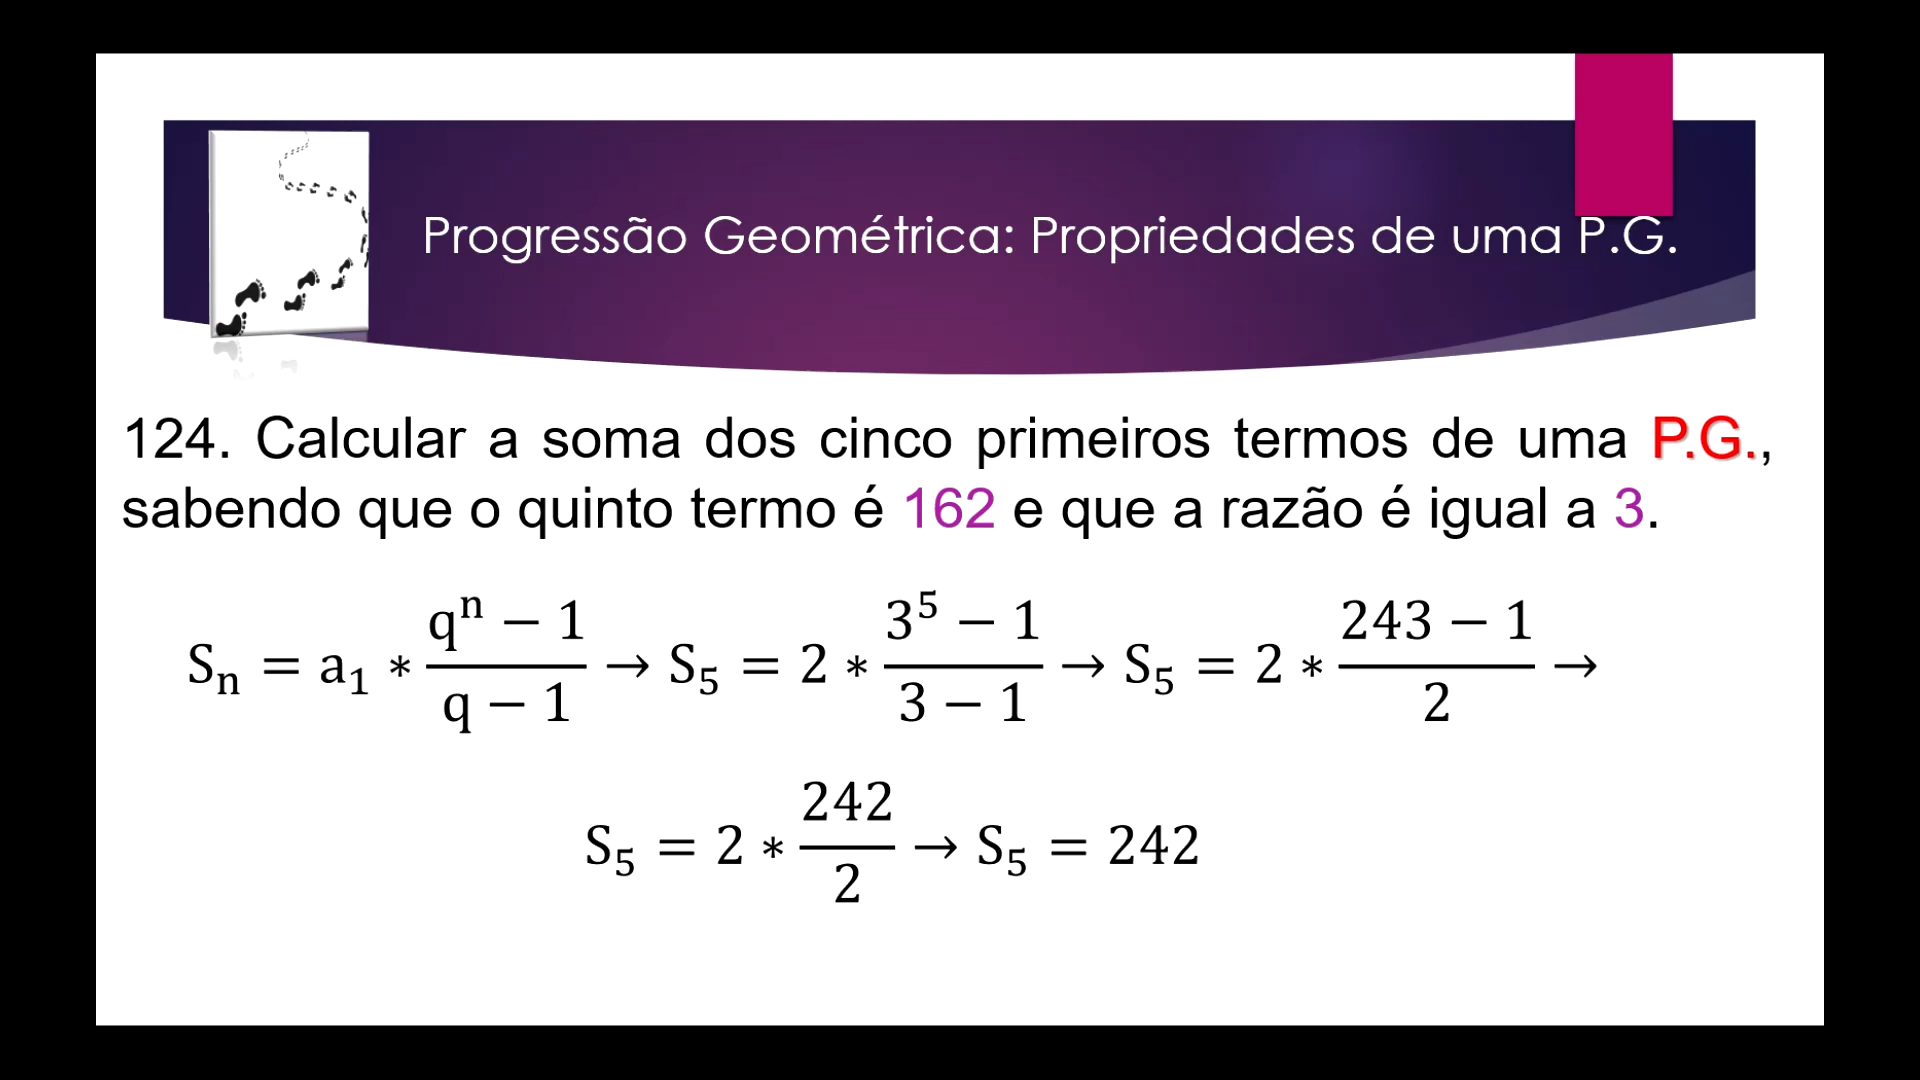 Progressão Geométrica: Propriedades de uma P.G.
124. Calcular a soma dos cinco primeiros termos de uma P.G.,
sabendo que o quinto termo é 162 e que a razão é igual a 3.
Sₙ = a₁ ∗ (qⁿ − 1)/(q − 1) → S₅ = 2 ∗ (3⁵ − 1)/(3 − 1) → S₅ = 2 ∗ (243 − 1)/2 →
S₅ = 2 ∗ 242/2 → S₅ = 242